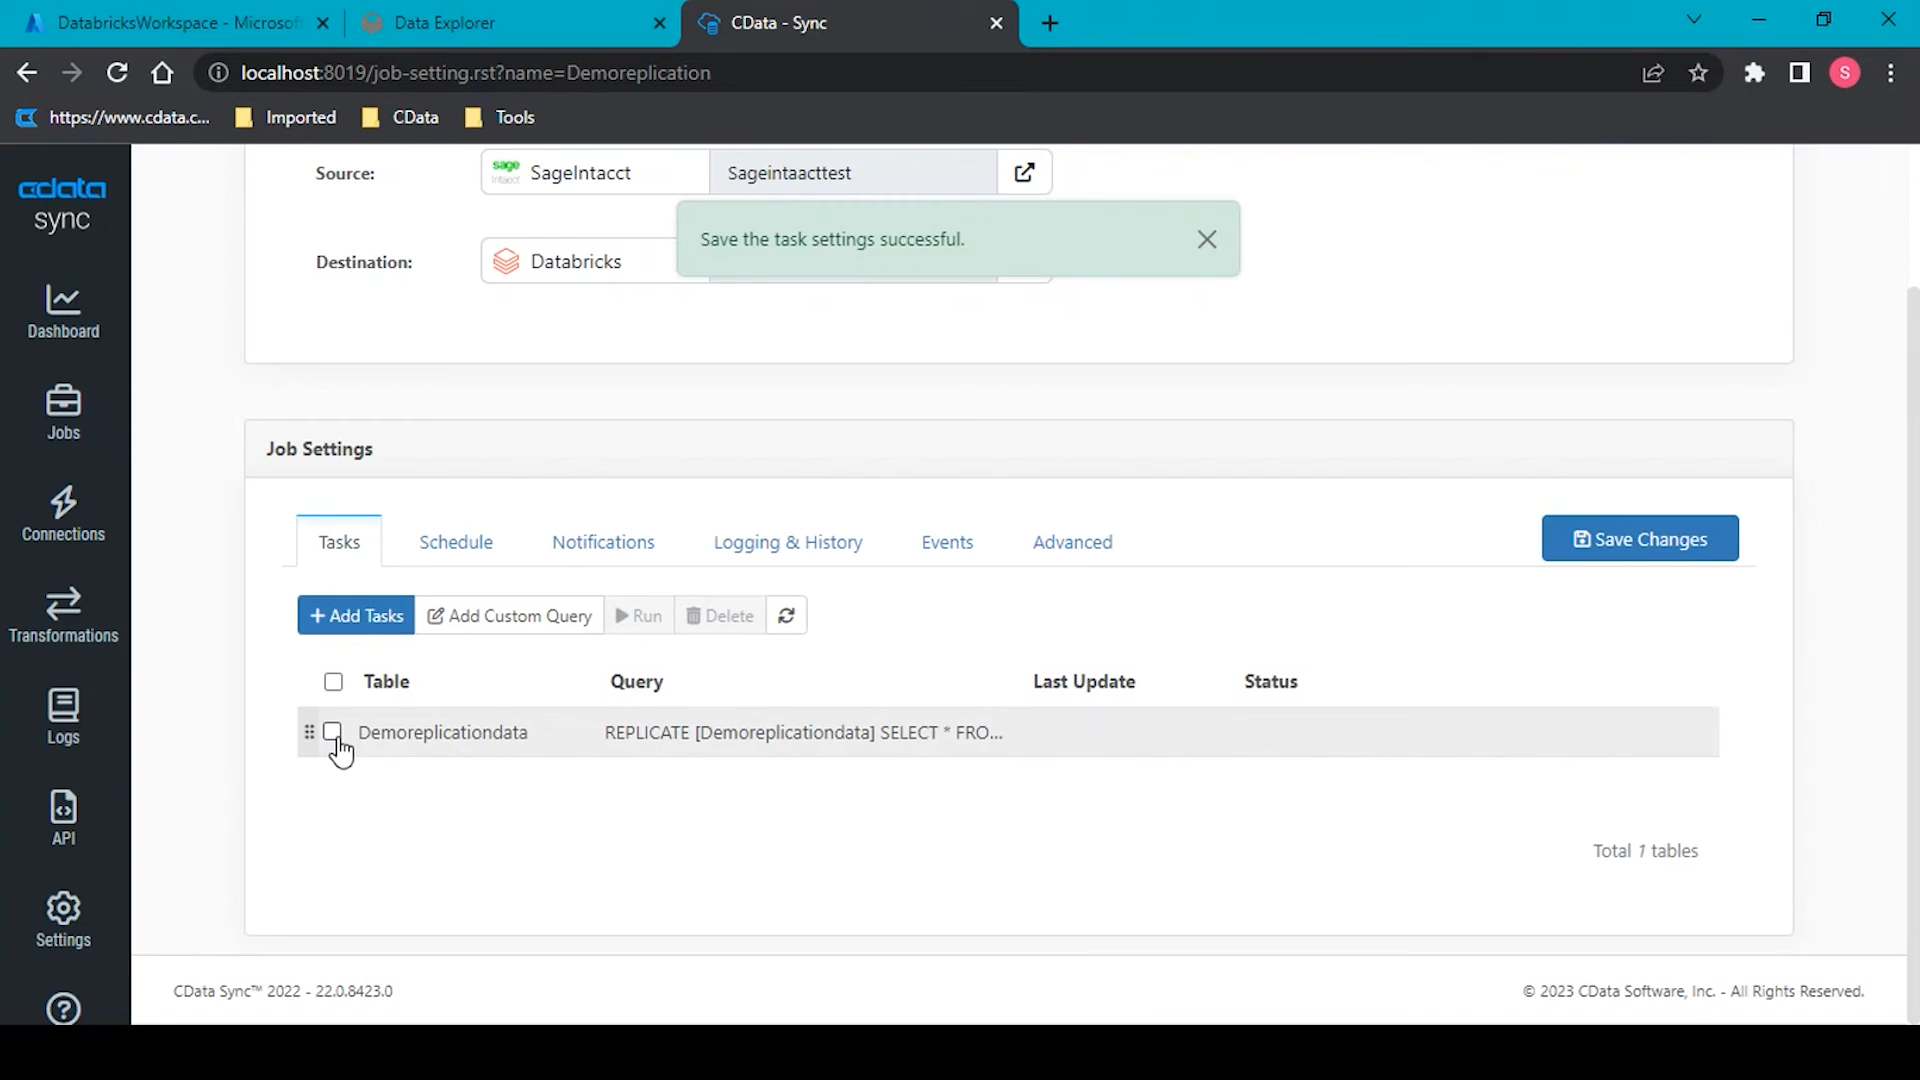 DatabricksWorkspace - Microsof
Data Explorer
CData - Sync
localhost:8019/job-setting.rst?name=Demoreplication
S
https://www.cdata.c...
Imported
CData
Tools
cdata
sync
Dashboard
Jobs
Connections
Transformations
Logs
API
Settings
Source:
sage
Intacct
SageIntacct
Sageintaacttest
Destination:
Databricks
Save the task settings successful.
Job Settings
Tasks
Schedule
Notifications
Logging & History
Events
Advanced
Save Changes
+ Add Tasks
Add Custom Query
Run
Delete
Table
Query
Last Update
Status
Demoreplicationdata
REPLICATE [Demoreplicationdata] SELECT * FRO...
Total 1 tables
CData Sync™ 2022 - 22.0.8423.0
© 2023 CData Software, Inc. - All Rights Reserved.